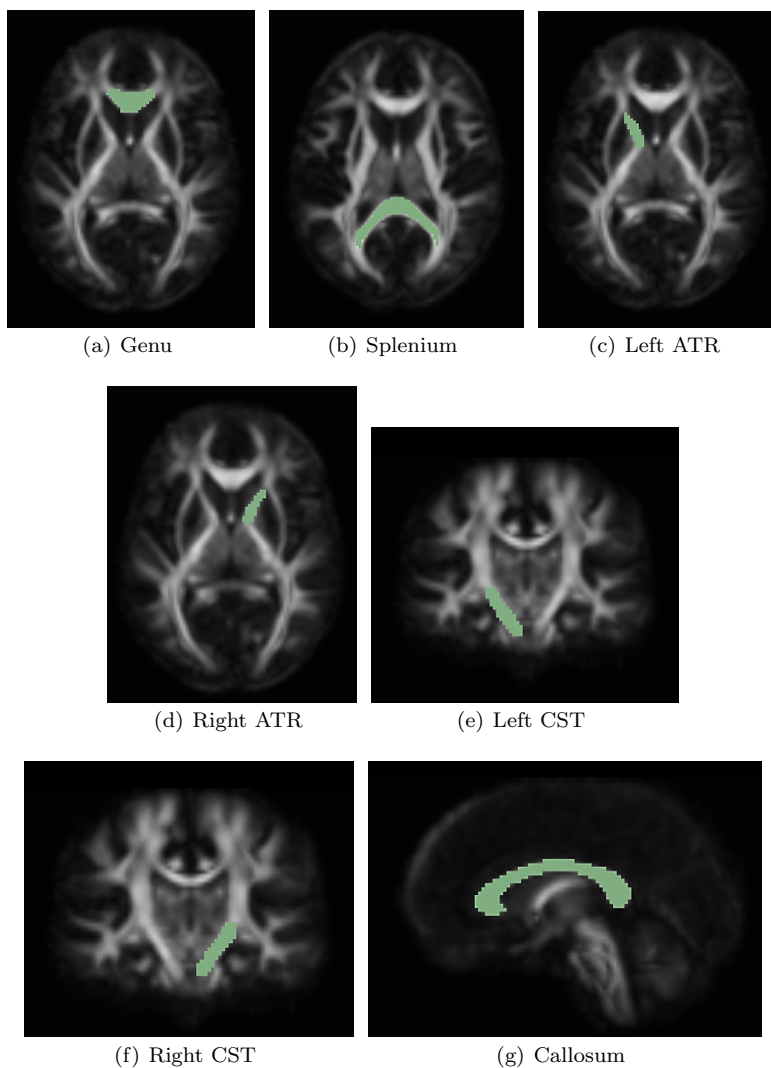 (a) Genu
(b) Splenium
(c) Left ATR
(d) Right ATR
(e) Left CST
(f) Right CST
(g) Callosum